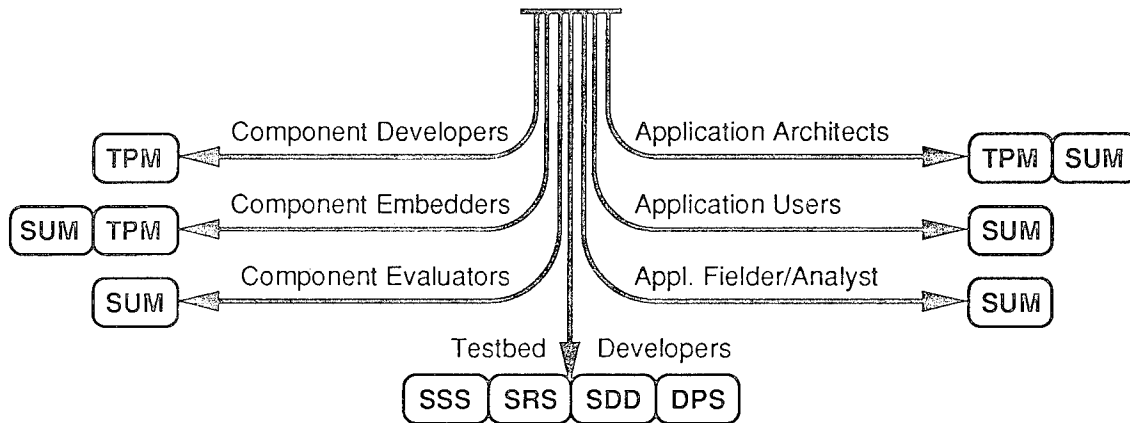 Component Developers
Application Architects
TPM
TPM SUM
Component Embedders
Application Users
SUM TPM
SUM
Component Evaluators
Appl. Fielder/Analyst
SUM
SUM
Testbed Developers
SSS SRS SDD DPS